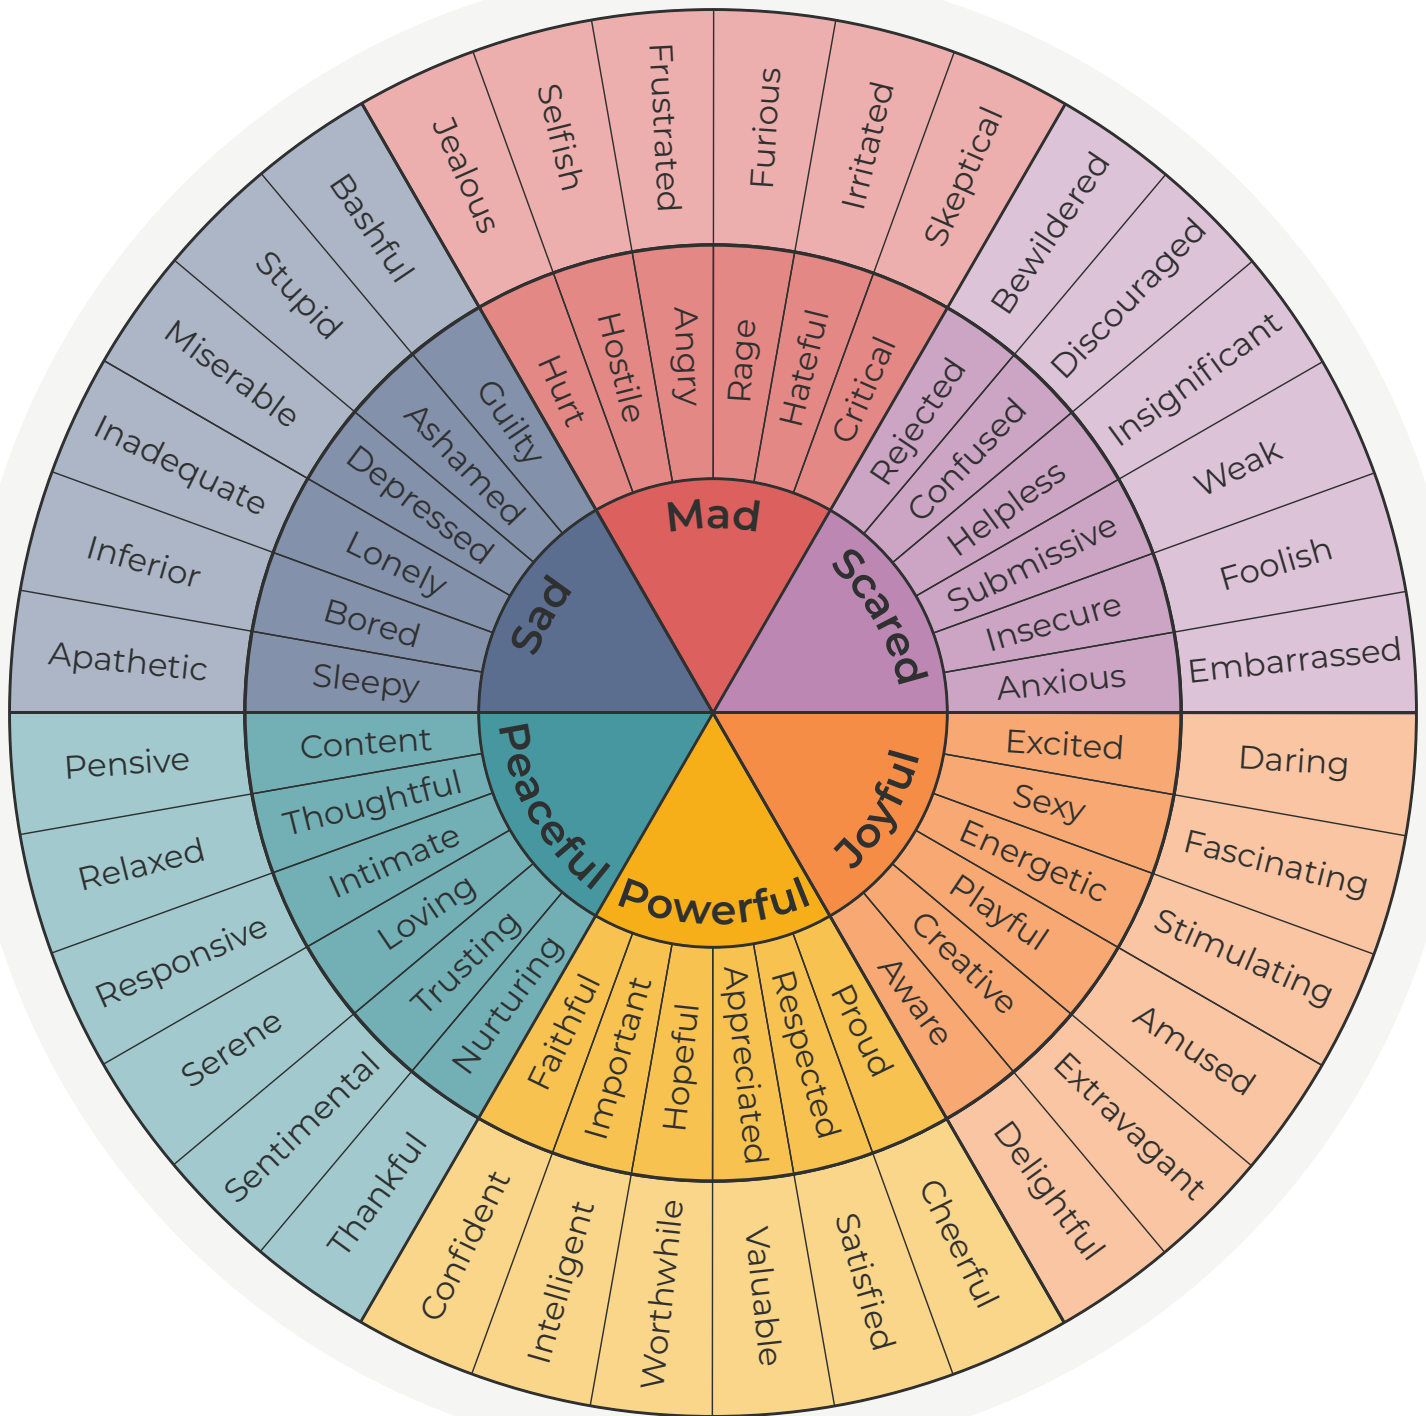 Mad
Scared
Joyful
Powerful
Peaceful
Sad
Hurt
Hostile
Angry
Rage
Hateful
Critical
Rejected
Confused
Helpless
Submissive
Insecure
Anxious
Excited
Sexy
Energetic
Playful
Creative
Aware
Proud
Respected
Appreciated
Hopeful
Important
Faithful
Nurturing
Trusting
Loving
Intimate
Thoughtful
Content
Sleepy
Bored
Lonely
Depressed
Ashamed
Guilty
Jealous
Selfish
Frustrated
Furious
Irritated
Skeptical
Bewildered
Discouraged
Insignificant
Weak
Foolish
Embarrassed
Daring
Fascinating
Stimulating
Amused
Extravagant
Delightful
Cheerful
Satisfied
Valuable
Worthwhile
Intelligent
Confident
Thankful
Sentimental
Serene
Responsive
Relaxed
Pensive
Apathetic
Inferior
Inadequate
Miserable
Stupid
Bashful